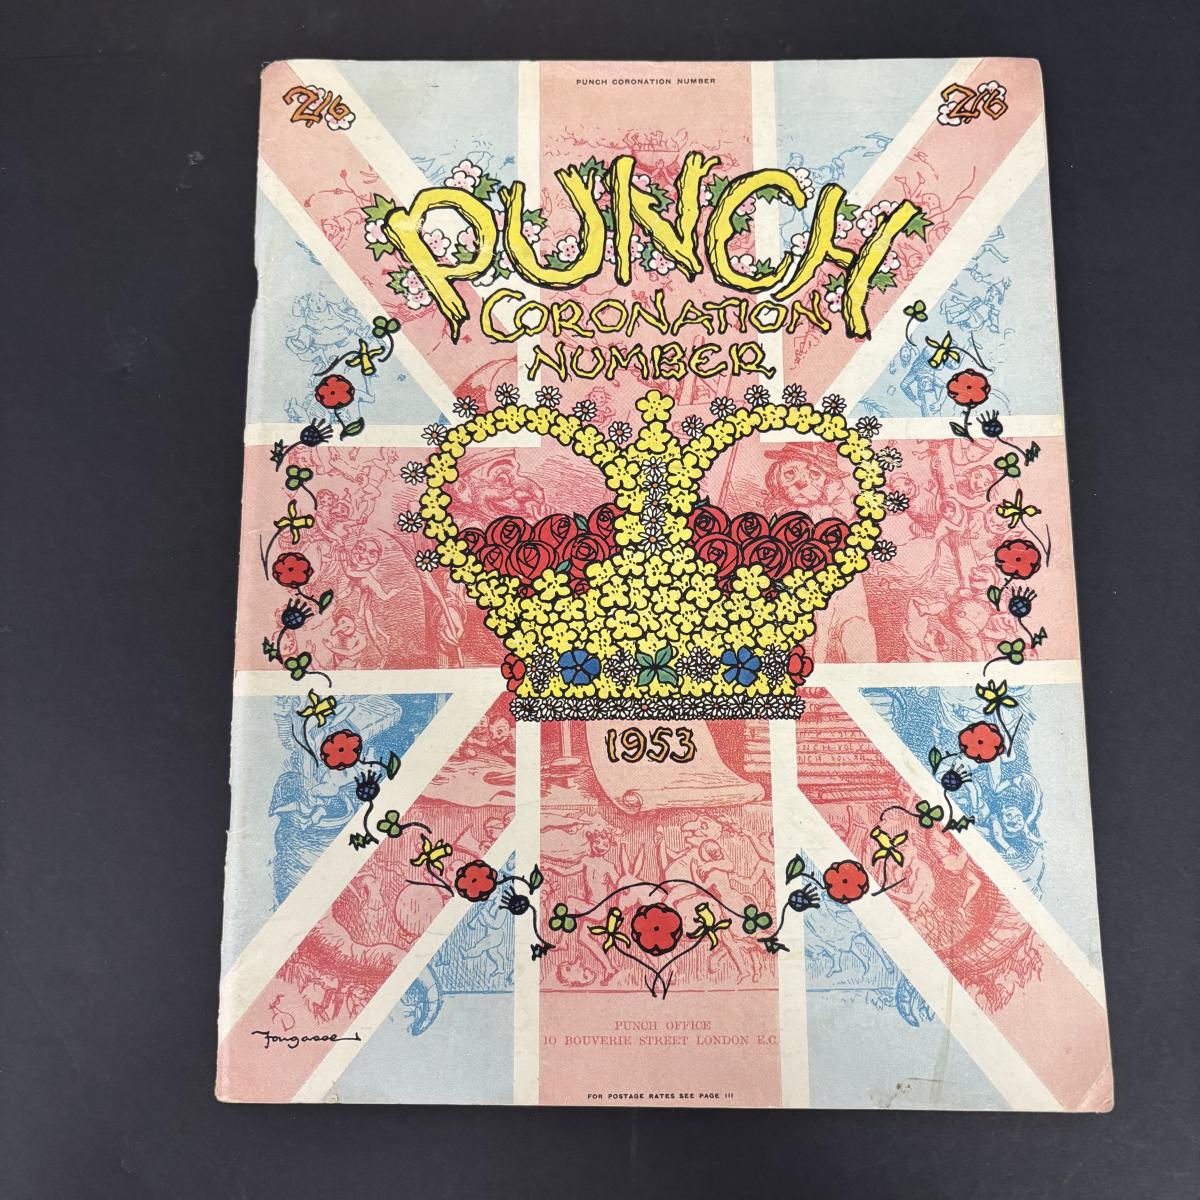 PUNCH CORONATION NUMBER
2/6 2/6
PUNCH
CORONATION
NUMBER
1953
Fougasse
PUNCH OFFICE
10 BOUVERIE STREET LONDON E.C.
FOR POSTAGE RATES SEE PAGE III